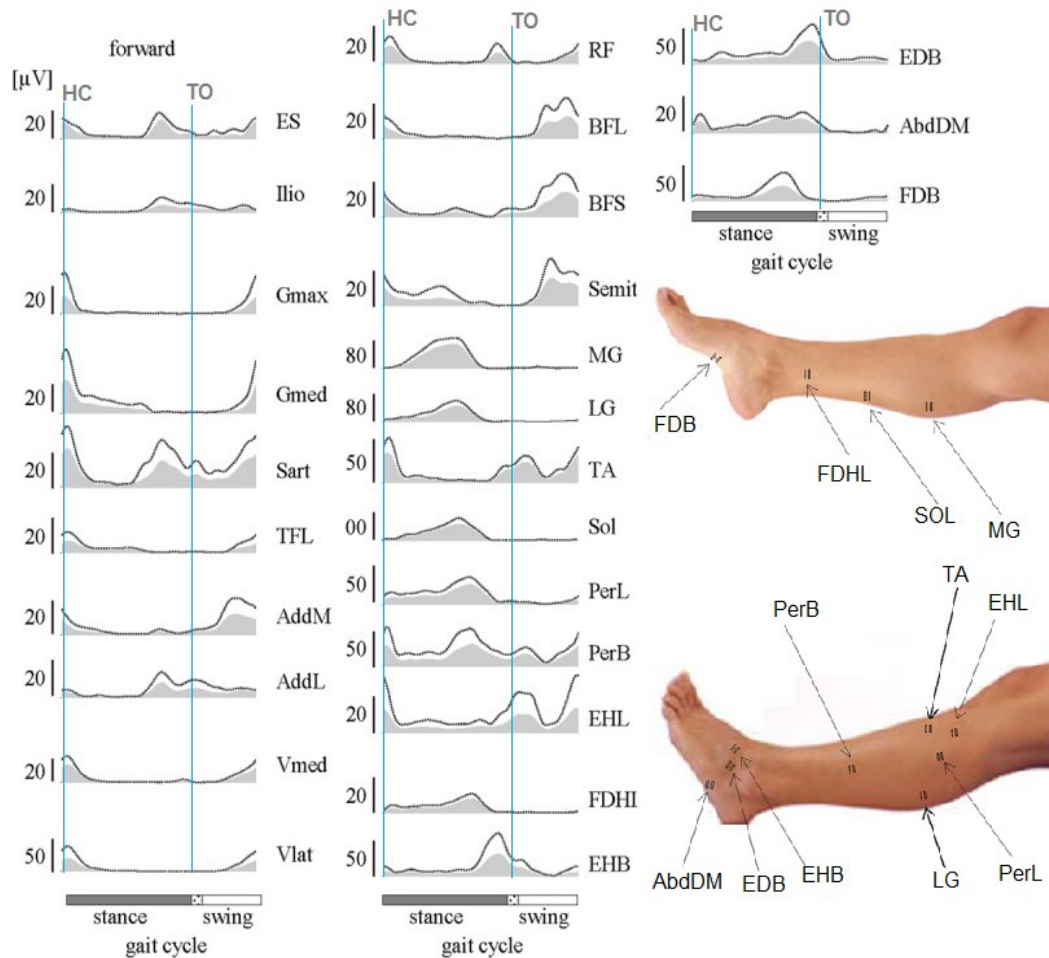 forward
[µV]
HC
TO
20
ES
20
Ilio
20
Gmax
20
Gmed
20
Sart
20
TFL
20
AddM
20
AddL
20
Vmed
50
Vlat
stance
swing
gait cycle
HC
TO
20
RF
20
BFL
20
BFS
20
Semit
80
MG
80
LG
50
TA
00
Sol
50
PerL
50
PerB
20
EHL
20
FDHI
50
EHB
stance
swing
gait cycle
HC
TO
50
EDB
20
AbdDM
50
FDB
stance
swing
gait cycle
FDB
FDHL
SOL
MG
TA
PerB
EHL
AbdDM
EDB
EHB
LG
PerL